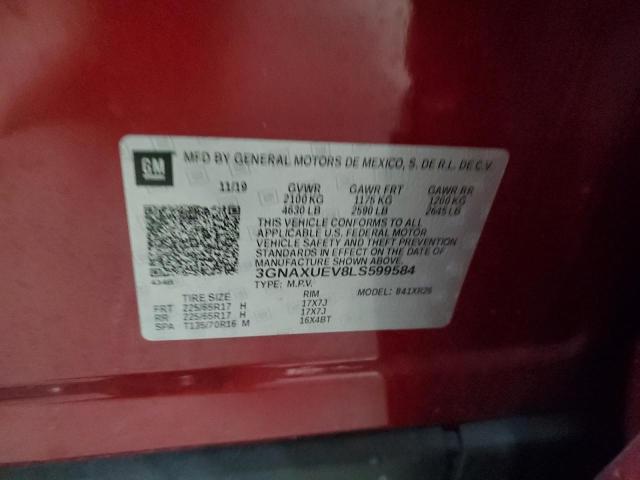 GM
MFD BY GENERAL MOTORS DE MEXICO, S. DE R.L. DE C.V.
11/19 GVWR GAWR FRT GAWR RR
2100 KG 1175 KG 1200 KG
4630 LB 2590 LB 2645 LB
THIS VEHICLE CONFORMS TO ALL
APPLICABLE U.S. FEDERAL MOTOR
VEHICLE SAFETY AND THEFT PREVENTION
STANDARDS IN EFFECT ON THE DATE OF
MANUFACTURE SHOWN ABOVE.
3GNAXUEV8LS599584
TYPE: M.P.V. MODEL:
TIRE SIZE RIM
FRT 225/65R17 H 17X7J
RR 225/65R17 H 17X7J
SPA T135/70R16 M 16X4BT